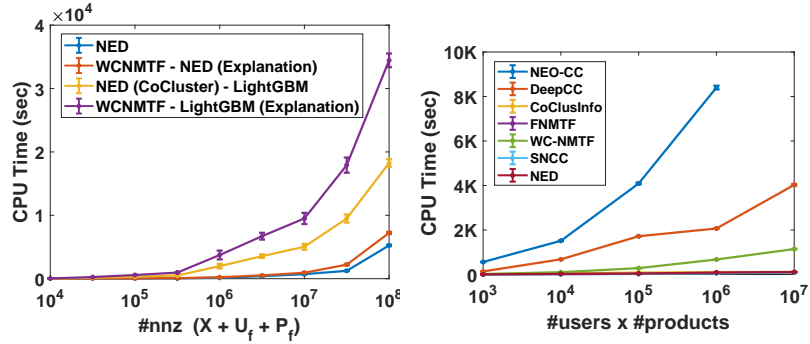 ×10⁴
4
3
2
1
0
CPU Time (sec)
NED
WCNMTF - NED (Explanation)
NED (CoCluster) - LightGBM
WCNMTF - LightGBM (Explanation)
10⁴ 10⁵ 10⁶ 10⁷ 10⁸
#nnz (X + U_f + P_f)
10K
8K
6K
4K
2K
0
CPU Time (sec)
NEO-CC
DeepCC
CoClusInfo
FNMTF
WC-NMTF
SNCC
NED
10³ 10⁴ 10⁵ 10⁶ 10⁷
#users x #products